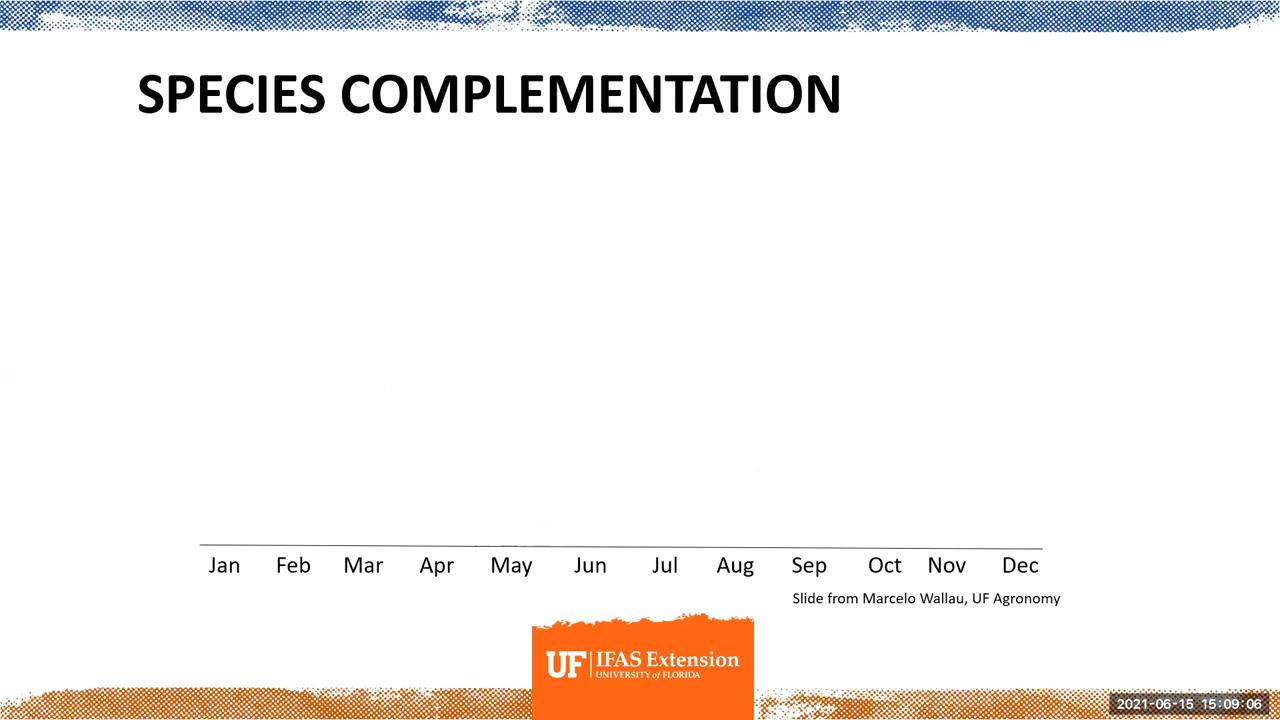 SPECIES COMPLEMENTATION
Jan Feb Mar Apr May Jun Jul Aug Sep Oct Nov Dec
Slide from Marcelo Wallau, UF Agronomy
UF IFAS Extension
UNIVERSITY of FLORIDA
2021-06-15 15:09:06